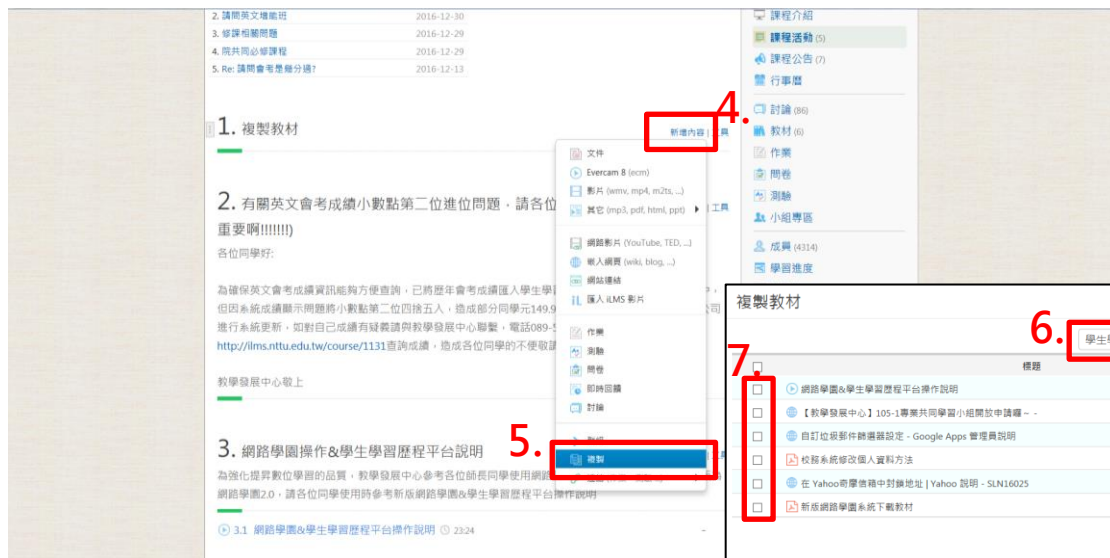 2. 請問英文增能班 2016-12-30
3. 修課相關問題 2016-12-29
4. 院共同必修課程 2016-12-29
5. Re: 請問會考是幾分過? 2016-12-13
課程介紹
課程活動 (5)
課程公告 (7)
行事曆
討論 (86)
教材 (6)
作業
問卷
測驗
小組專區
成員 (4314)
學習進度
4.
1. 複製教材
新增內容 | 工具
文件
Evercam 8 (ecm)
影片 (wmv, mp4, m2ts, ...)
其它 (mp3, pdf, html, ppt)
網路影片 (YouTube, TED, ...)
嵌入網頁 (wiki, blog, ...)
網站連結
匯入 iLMS 影片
作業
測驗
問卷
即時回饋
討論
5.
複製
2. 有關英文會考成績小數點第二位進位問題，請各位
| 工具
重要啊!!!!!!!)
各位同學好:
為確保英文會考成績資訊能夠方便查詢，已將歷年會考成績匯入學生學
中，
但因系統成績顯示問題將小數點第二位四捨五入，造成部分同學元149.9
公司
進行系統更新，如對自己成績有疑義請與教學發展中心聯繫，電話089-5
http://ilms.nttu.edu.tw/course/1131查詢成績，造成各位同學的不便敬請
教學發展中心敬上
3. 網路學園操作&學生學習歷程平台說明
為強化提昇數位學習的品質，教學發展中心參考各位師長同學使用網路
網路學園2.0，請各位同學使用時參考新版網路學園&學生學習歷程平台操作說明
3.1 網路學園&學生學習歷程平台操作說明 23:24 -
複製教材
6.
7.
標題
網路學園&學生學習歷程平台操作說明
【教學發展中心】105-1專業共同學習小組開放申請囉~ -
自訂垃圾郵件篩選器設定 - Google Apps 管理員說明
校務系統修改個人資料方法
在 Yahoo奇摩信箱中封鎖地址 | Yahoo 說明 - SLN16025
新版網路學園系統下載教材